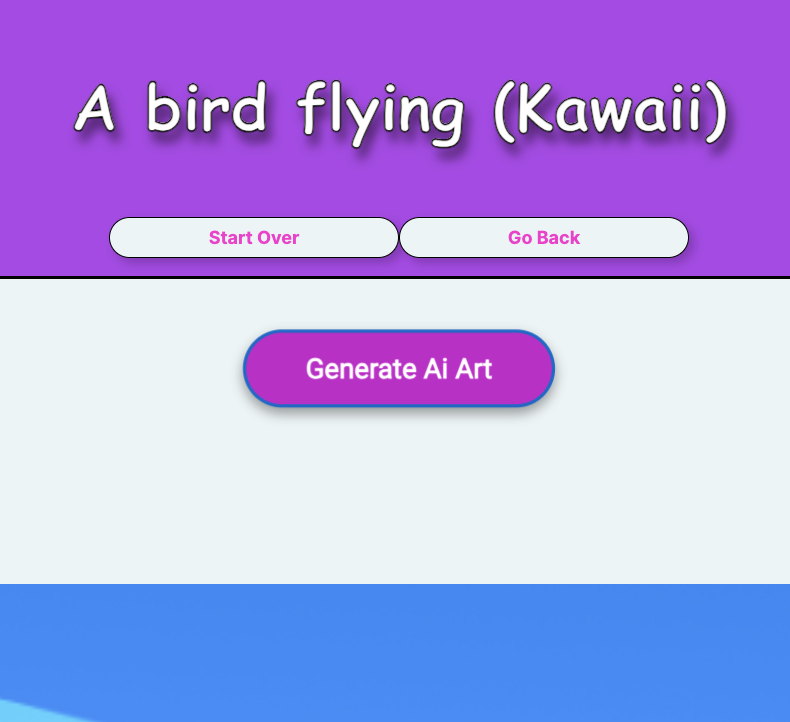 A bird flying (Kawaii)
Start Over
Go Back
Generate Ai Art